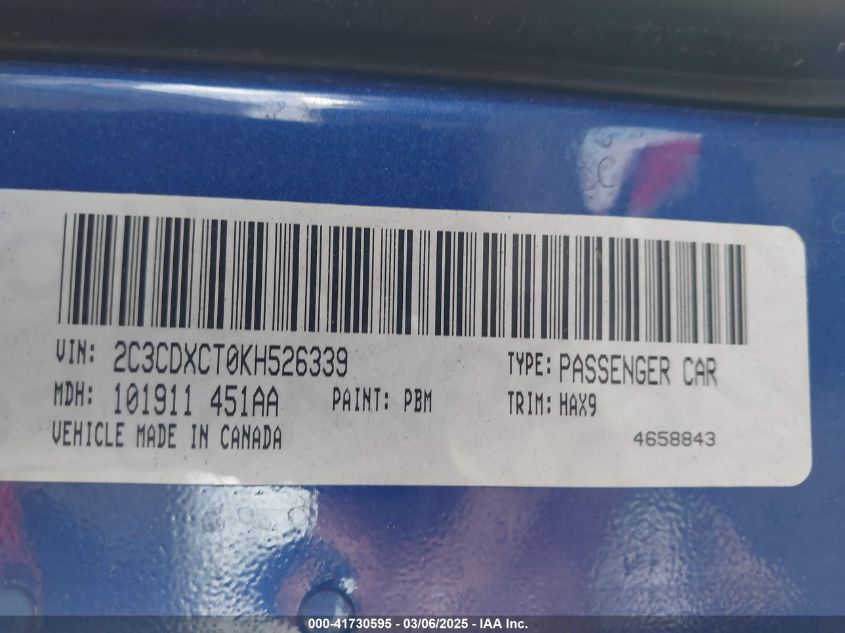 VIN: 2C3CDXCT0KH526339 TYPE: PASSENGER CAR
MDH: 101911 451AA PAINT: PBM TRIM: HAX9
VEHICLE MADE IN CANADA 4658843
000-41730595 - 03/06/2025 - IAA Inc.